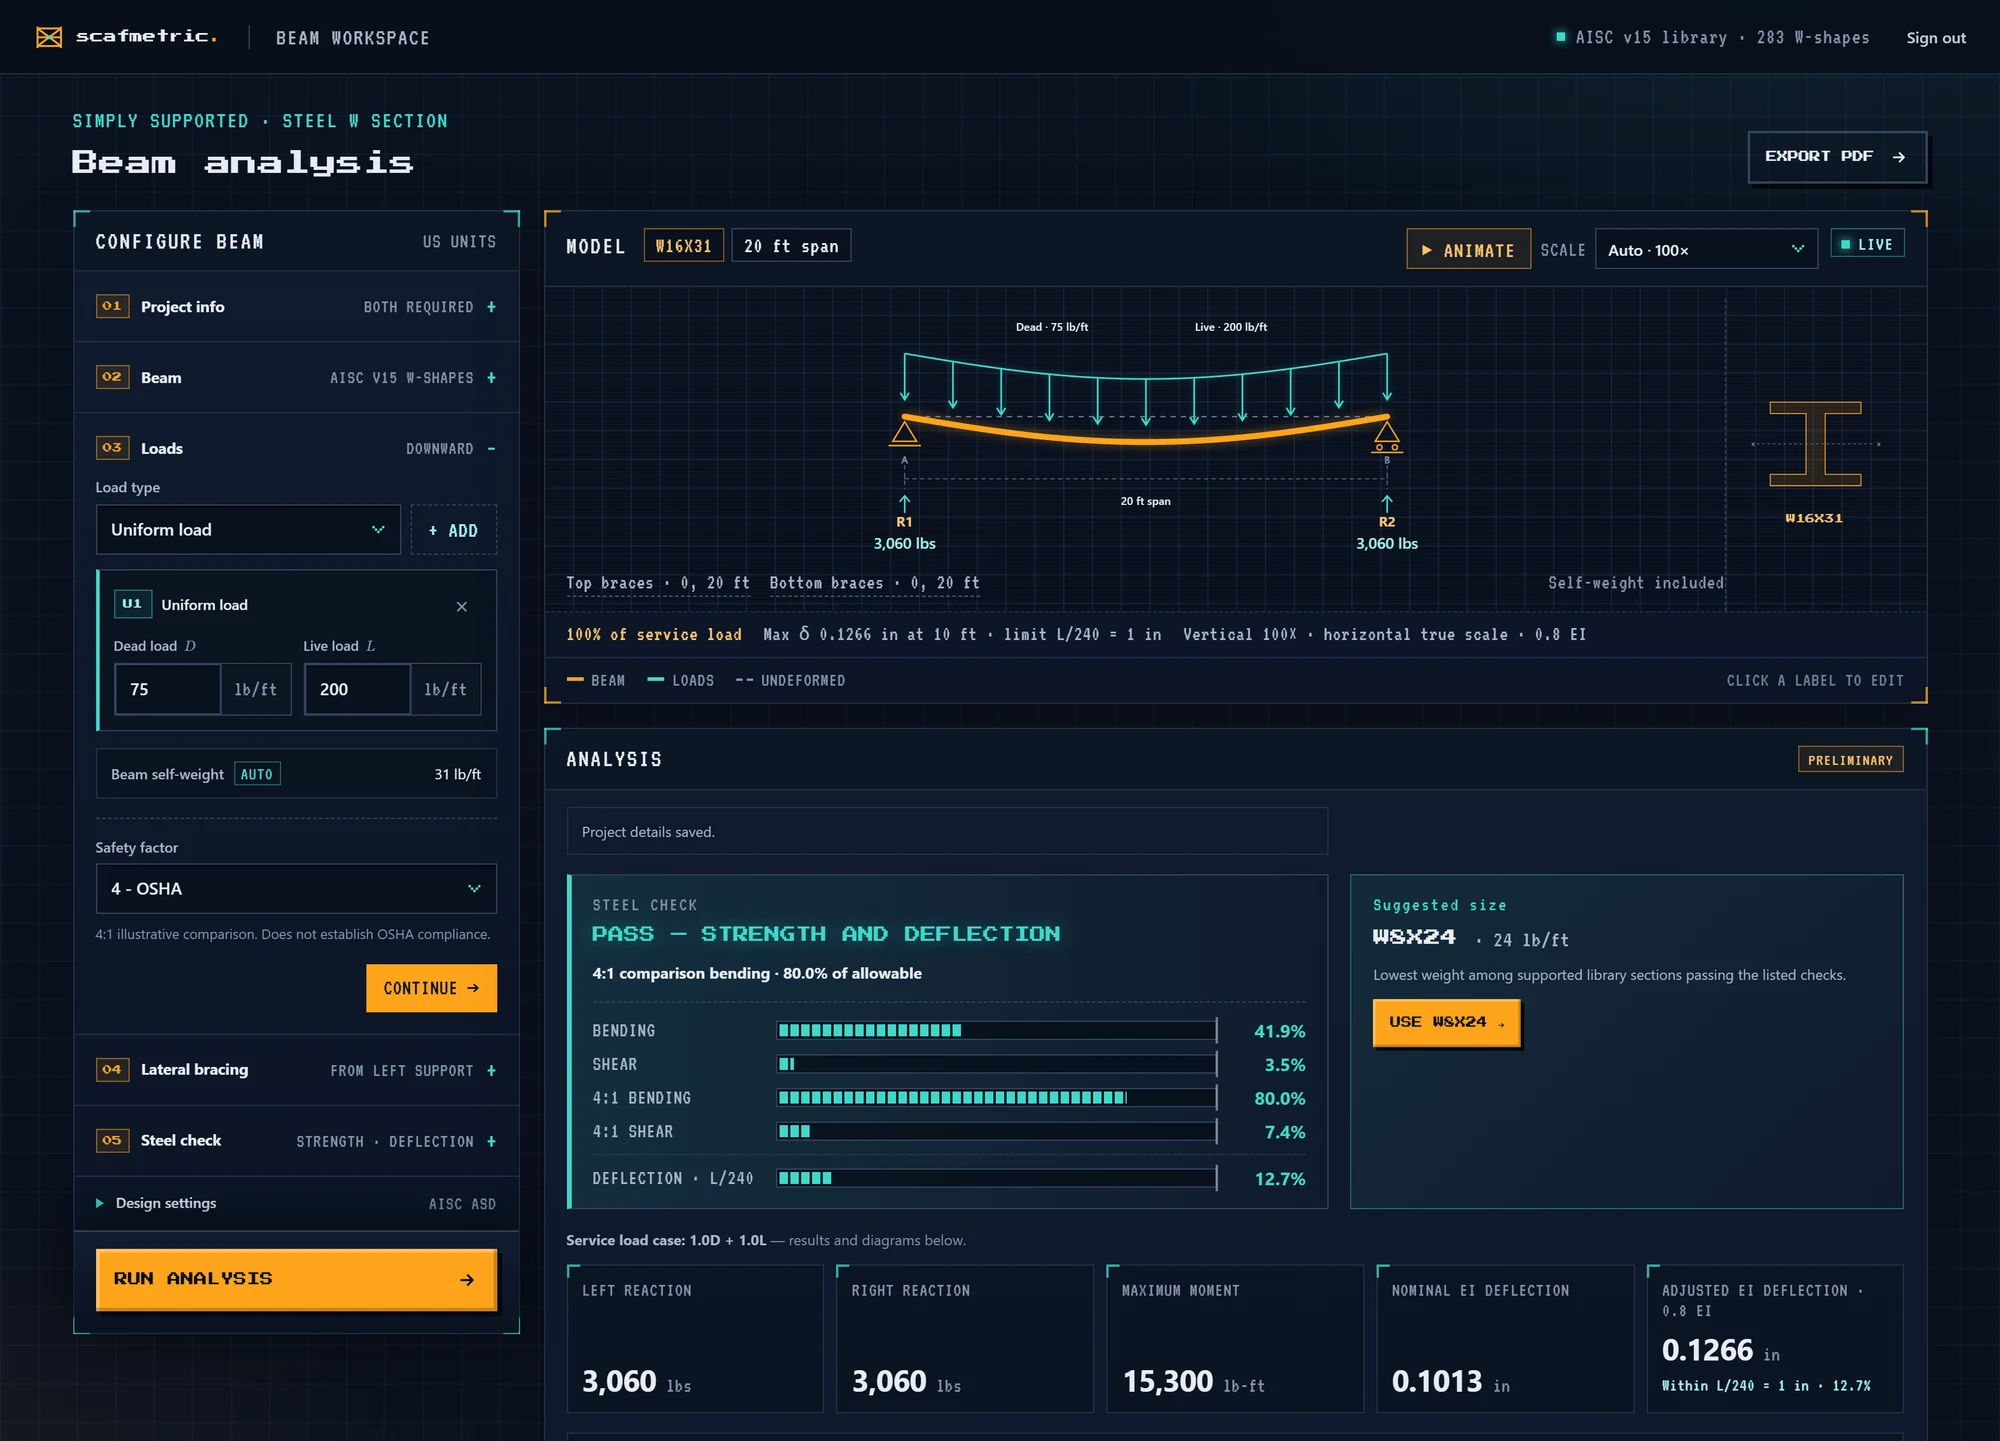 scafmetric.
BEAM WORKSPACE
AISC v15 library · 283 W-shapes
Sign out
SIMPLY SUPPORTED · STEEL W SECTION
Beam analysis
EXPORT PDF →
CONFIGURE BEAM
US UNITS
01 Project info
BOTH REQUIRED +
02 Beam
AISC V15 W-SHAPES +
03 Loads
DOWNWARD −
Load type
Uniform load
+ ADD
U1 Uniform load
×
Dead load D
Live load L
75 lb/ft
200 lb/ft
Beam self-weight AUTO
31 lb/ft
Safety factor
4 - OSHA
4:1 illustrative comparison. Does not establish OSHA compliance.
CONTINUE →
04 Lateral bracing
FROM LEFT SUPPORT +
05 Steel check
STRENGTH · DEFLECTION +
Design settings
AISC ASD
RUN ANALYSIS →
MODEL
W16X31
20 ft span
▶ ANIMATE
SCALE
Auto · 100×
LIVE
Dead · 75 lb/ft
Live · 200 lb/ft
A
B
20 ft span
R1
R2
3,060 lbs
3,060 lbs
x
x
W16X31
Top braces · 0, 20 ft
Bottom braces · 0, 20 ft
Self-weight included
100% of service load
Max δ 0.1266 in at 10 ft · limit L/240 = 1 in
Vertical 100X · horizontal true scale · 0.8 EI
BEAM
LOADS
UNDEFORMED
CLICK A LABEL TO EDIT
ANALYSIS
PRELIMINARY
Project details saved.
STEEL CHECK
PASS — STRENGTH AND DEFLECTION
4:1 comparison bending · 80.0% of allowable
BENDING
41.9%
SHEAR
3.5%
4:1 BENDING
80.0%
4:1 SHEAR
7.4%
DEFLECTION · L/240
12.7%
Suggested size
W8X24 · 24 lb/ft
Lowest weight among supported library sections passing the listed checks.
USE W8X24 →
Service load case: 1.0D + 1.0L — results and diagrams below.
LEFT REACTION
3,060 lbs
RIGHT REACTION
3,060 lbs
MAXIMUM MOMENT
15,300 lb-ft
NOMINAL EI DEFLECTION
0.1013 in
ADJUSTED EI DEFLECTION ·
0.8 EI
0.1266 in
Within L/240 = 1 in · 12.7%